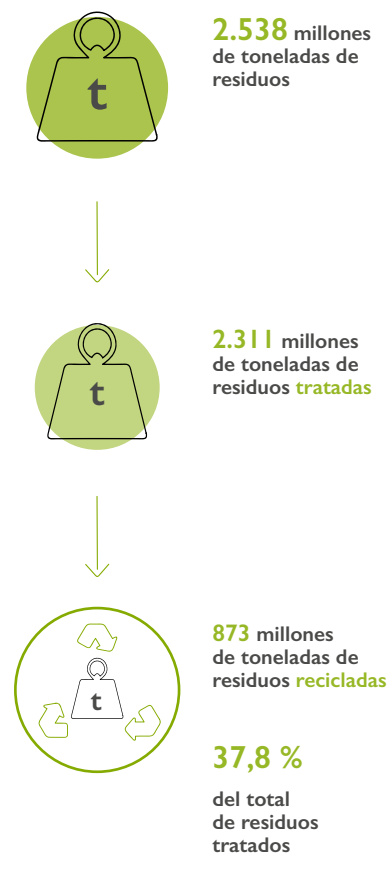 t
2.538 millones
de toneladas de
residuos
t
2.311 millones
de toneladas de
residuos tratadas
t
873 millones
de toneladas de
residuos recicladas
37,8 %
del total
de residuos
tratados